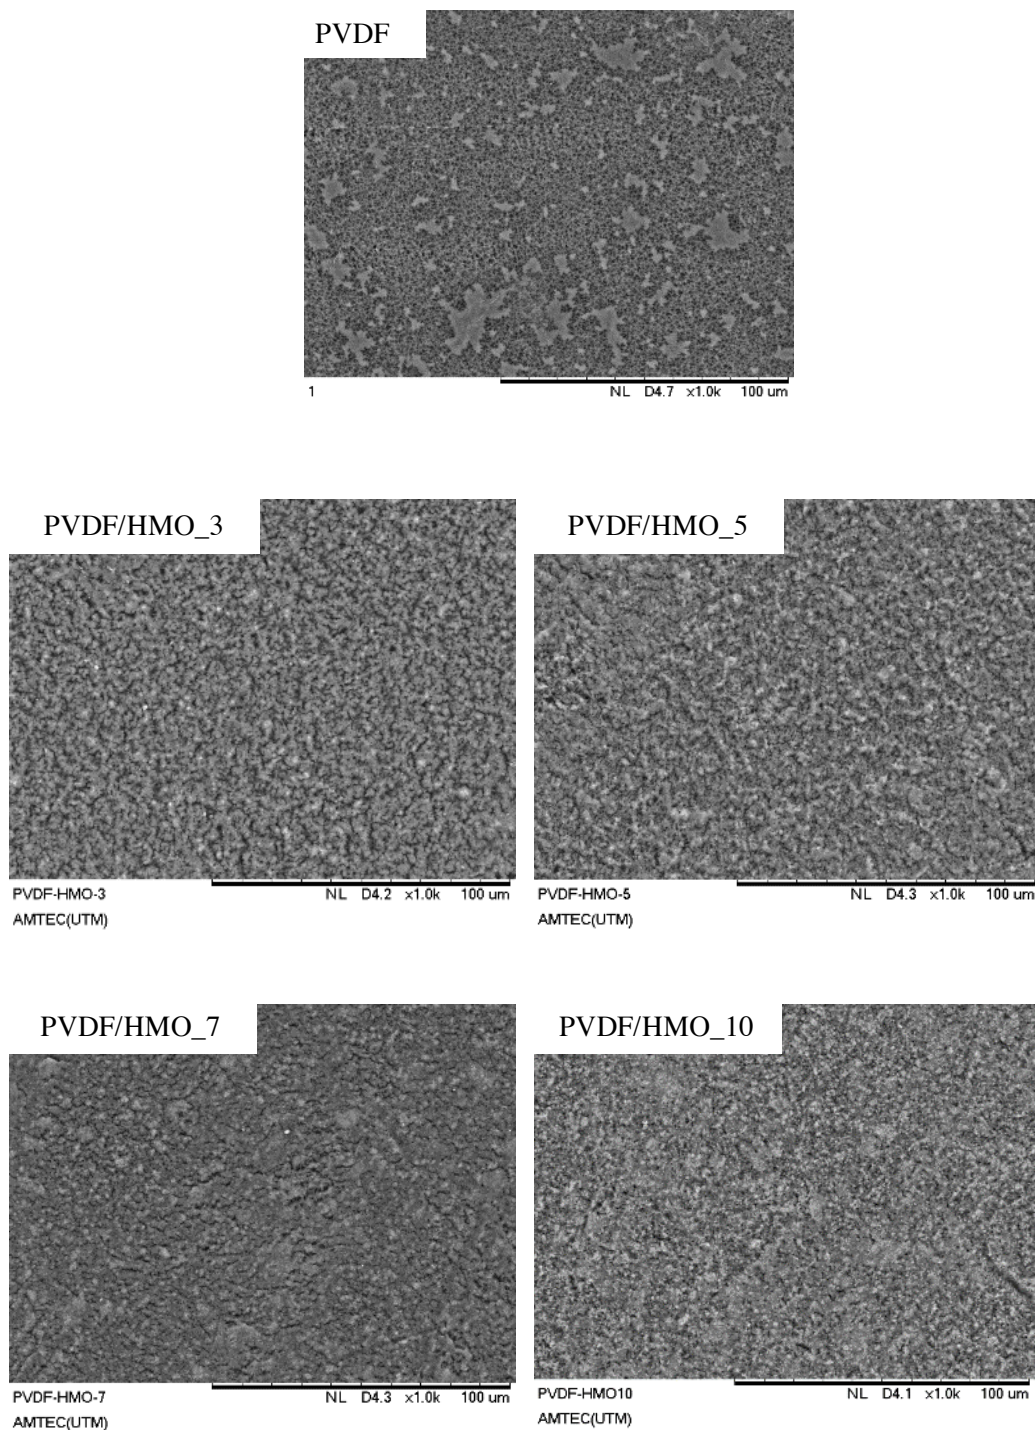 PVDF
1 NL D4.7 x1.0k 100 um
PVDF/HMO_3
PVDF/HMO_5
PVDF-HMO-3 NL D4.2 x1.0k 100 um
AMTEC(UTM)
PVDF-HMO-5 NL D4.3 x1.0k 100 um
AMTEC(UTM)
PVDF/HMO_7
PVDF/HMO_10
PVDF-HMO-7 NL D4.3 x1.0k 100 um
AMTEC(UTM)
PVDF-HMO10 NL D4.1 x1.0k 100 um
AMTEC(UTM)